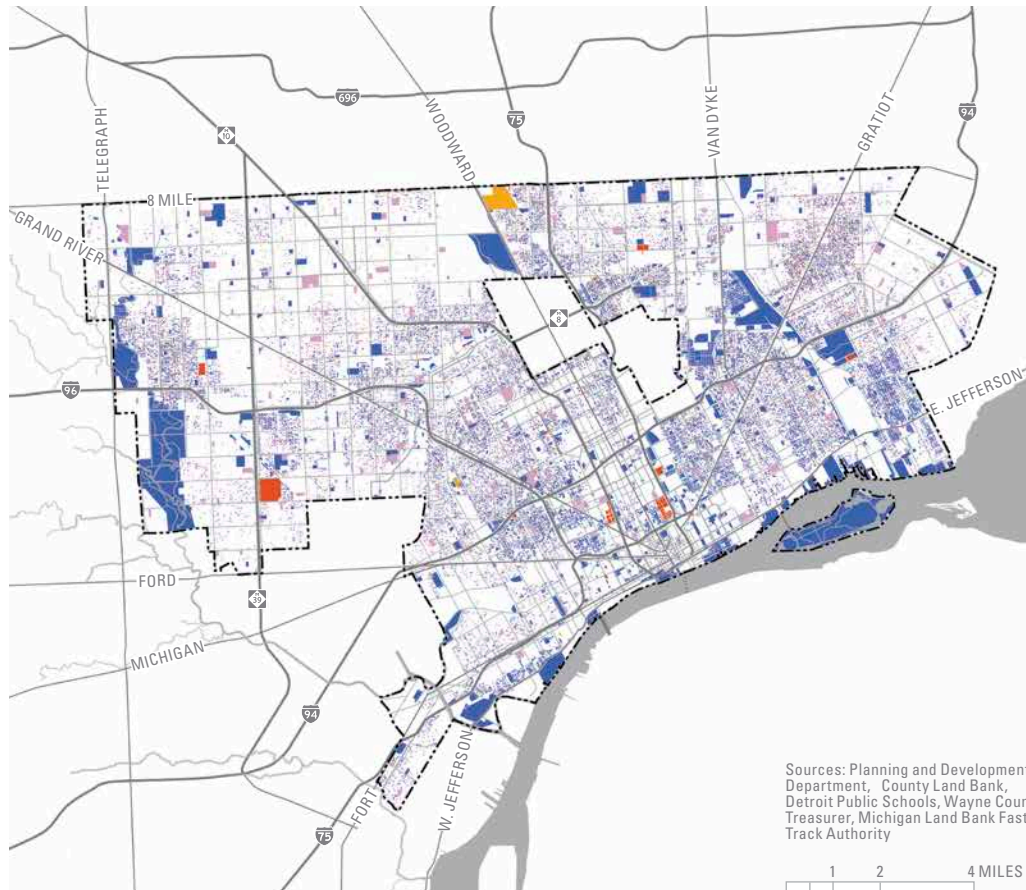 696
WOODWARD
75
VAN DYKE
GRATIOT
94
TELEGRAPH
M
10
8 MILE
GRAND RIVER
M
8
96
E. JEFFERSON
FORD
M
39
MICHIGAN
94
FORT
W. JEFFERSON
75
Sources: Planning and Development
Department, County Land Bank,
Detroit Public Schools, Wayne Coun
Treasurer, Michigan Land Bank Fast
Track Authority
1 2 4 MILES